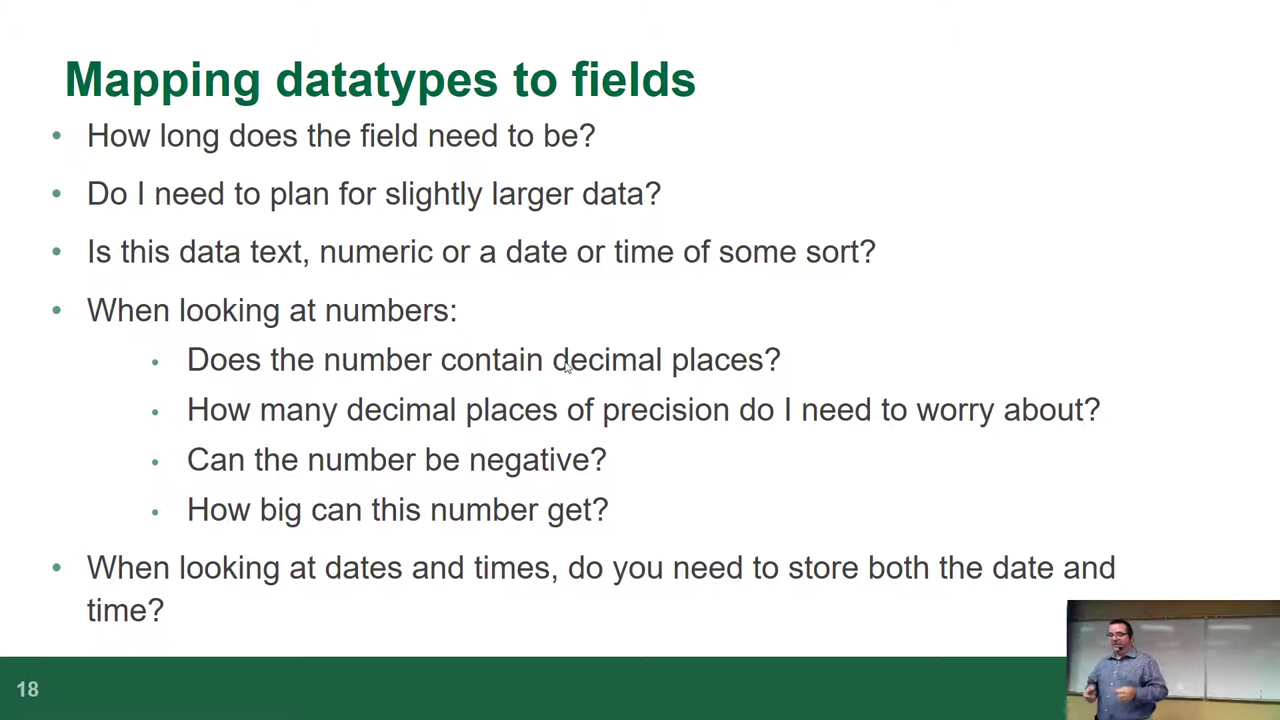 Mapping datatypes to fields
• How long does the field need to be?
• Do I need to plan for slightly larger data?
• Is this data text, numeric or a date or time of some sort?
• When looking at numbers:
• Does the number contain decimal places?
• How many decimal places of precision do I need to worry about?
• Can the number be negative?
• How big can this number get?
• When looking at dates and times, do you need to store both the date and
time?
18